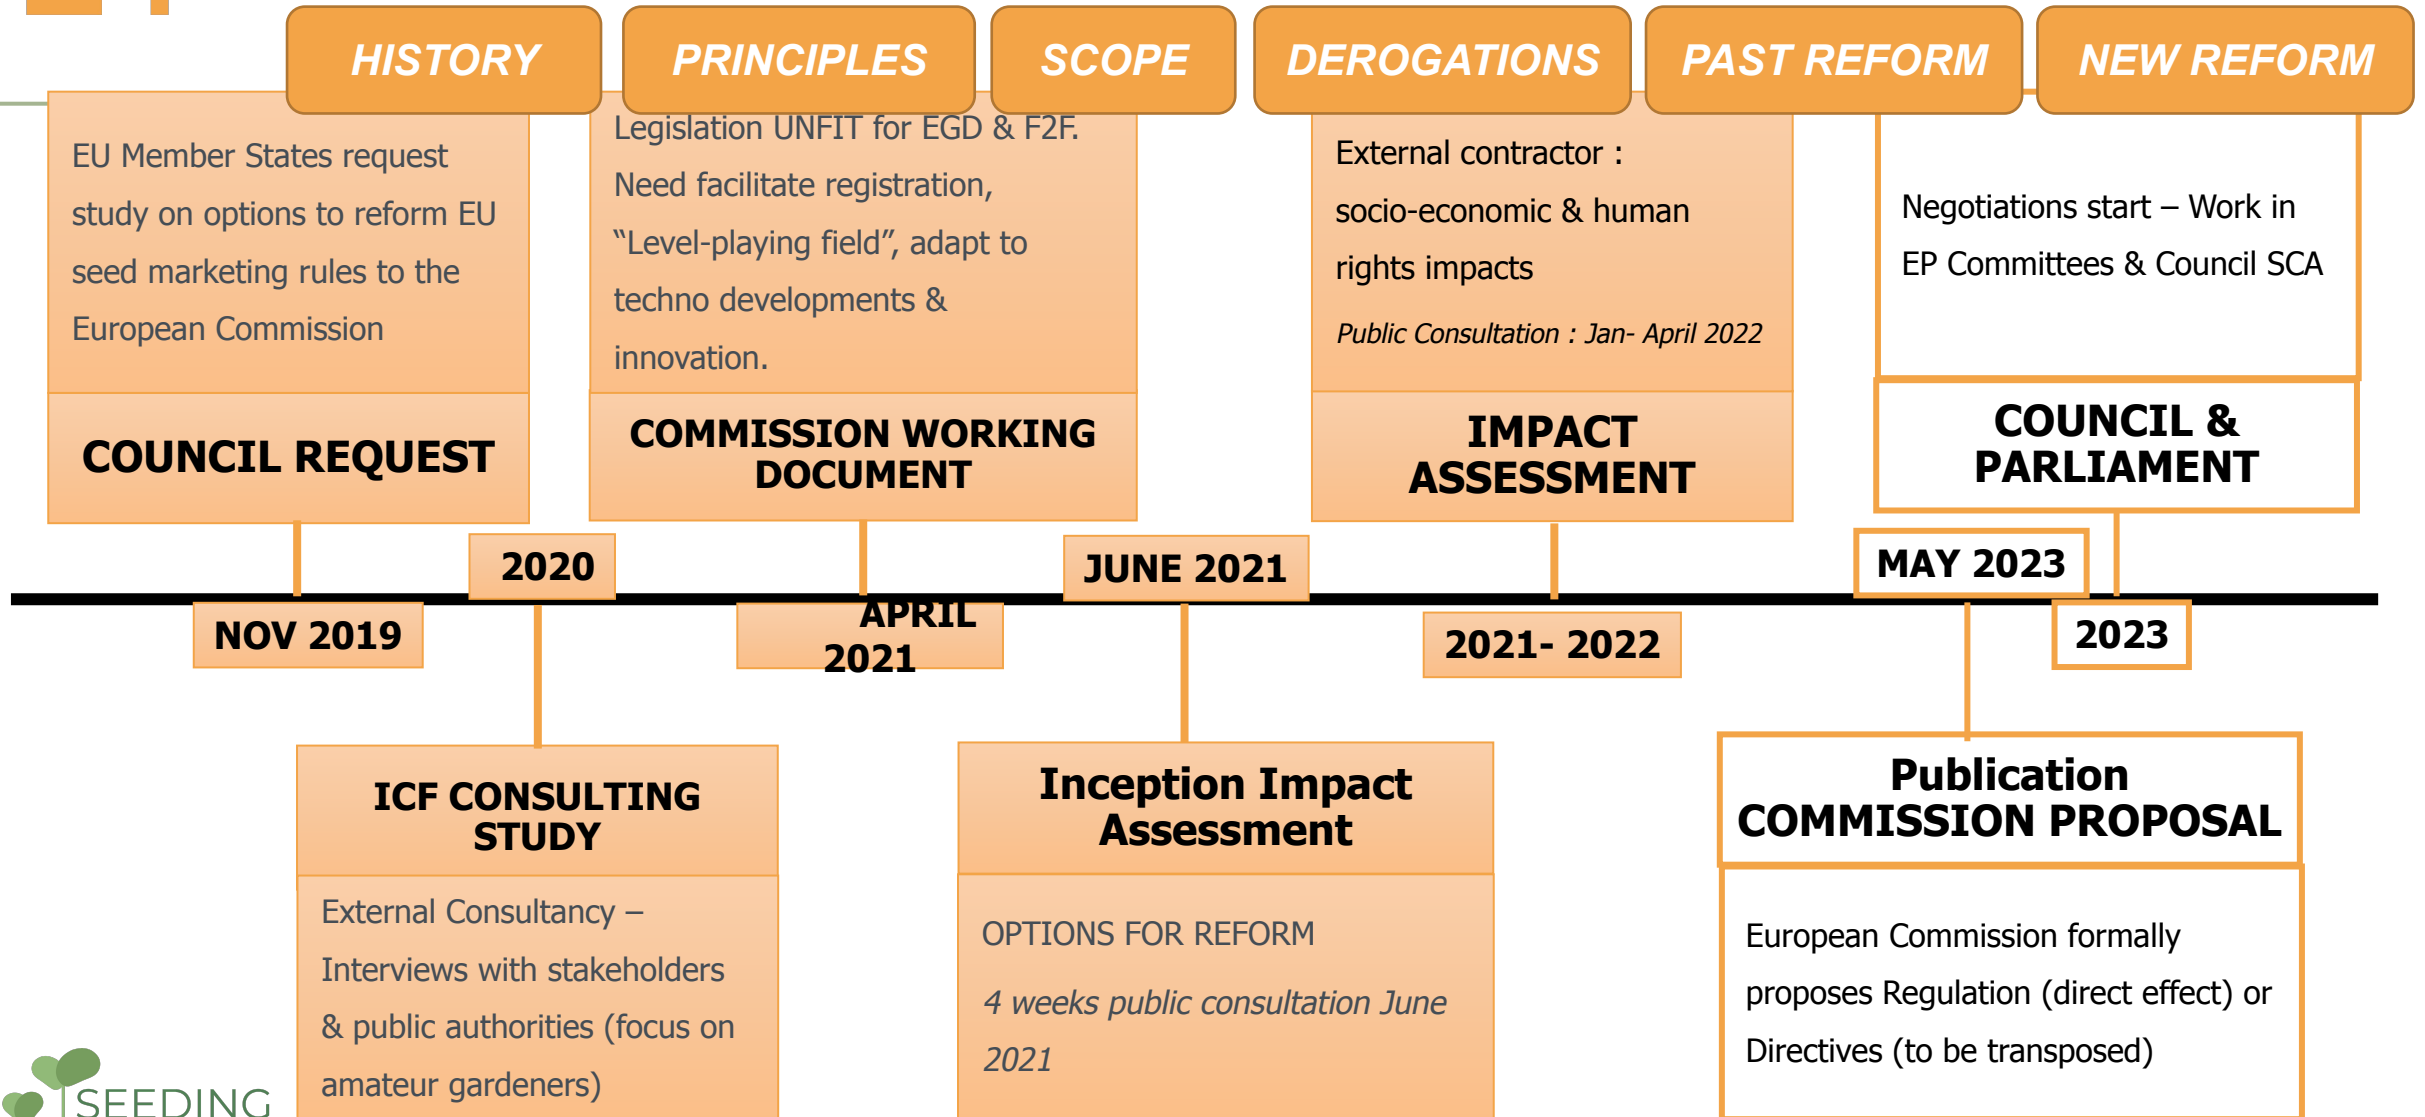 HISTORY
PRINCIPLES
SCOPE
DEROGATIONS
PAST REFORM
NEW REFORM
EU Member States request
study on options to reform EU
seed marketing rules to the
European Commission
COUNCIL REQUEST
Legislation UNFIT for EGD & F2F.
Need facilitate registration,
“Level-playing field”, adapt to
techno developments &
innovation.
COMMISSION WORKING
DOCUMENT
External contractor :
socio-economic & human
rights impacts
Public Consultation : Jan- April 2022
IMPACT
ASSESSMENT
Negotiations start – Work in
EP Committees & Council SCA
COUNCIL &
PARLIAMENT
NOV 2019
2020
APRIL
2021
JUNE 2021
2021- 2022
MAY 2023
2023
ICF CONSULTING
STUDY
External Consultancy –
Interviews with stakeholders
& public authorities (focus on
amateur gardeners)
Inception Impact
Assessment
OPTIONS FOR REFORM
4 weeks public consultation June
2021
Publication
COMMISSION PROPOSAL
European Commission formally
proposes Regulation (direct effect) or
Directives (to be transposed)
SEEDING